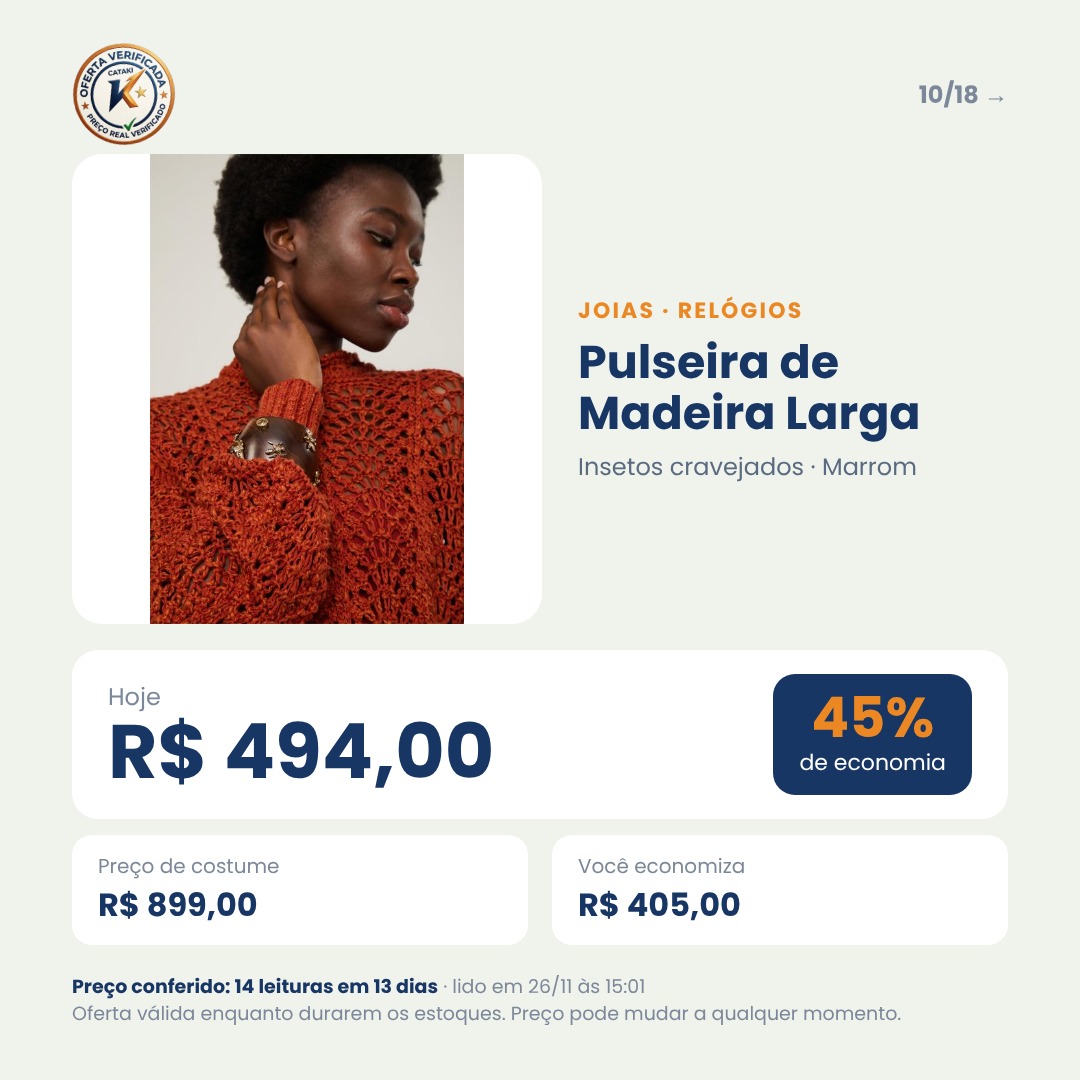 OFERTA VERIFICADA
CATAKI
K
PREÇO REAL VERIFICADO
10/18 →
JOIAS · RELÓGIOS
Pulseira de
Madeira Larga
Insetos cravejados · Marrom
Hoje
R$ 494,00
45%
de economia
Preço de costume
R$ 899,00
Você economiza
R$ 405,00
Preço conferido: 14 leituras em 13 dias · lido em 26/11 às 15:01
Oferta válida enquanto durarem os estoques. Preço pode mudar a qualquer momento.